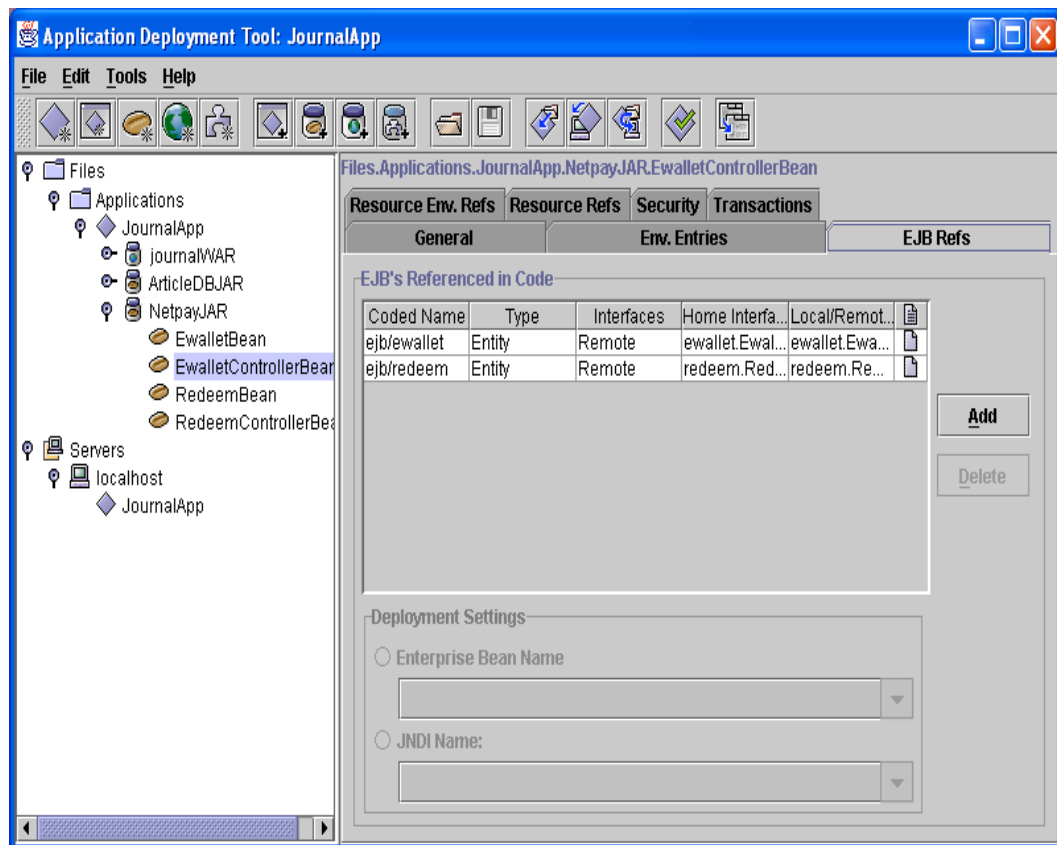 Application Deployment Tool: JournalApp
File Edit Tools Help
Files
Applications
JournalApp
journalWAR
ArticleDBJAR
NetpayJAR
EwalletBean
EwalletControllerBear
RedeemBean
RedeemControllerBea
Servers
localhost
JournalApp
Files.Applications.JournalApp.NetpayJAR.EwalletControllerBean
Resource Env. Refs Resource Refs Security Transactions
General Env. Entries EJB Refs
EJB's Referenced in Code
Coded Name Type Interfaces Home Interfa... Local/Remot...
ejb/ewallet Entity Remote ewallet.Ewal... ewallet.Ewa...
ejb/redeem Entity Remote redeem.Red... redeem.Re...
Add
Delete
Deployment Settings
Enterprise Bean Name
JNDI Name: